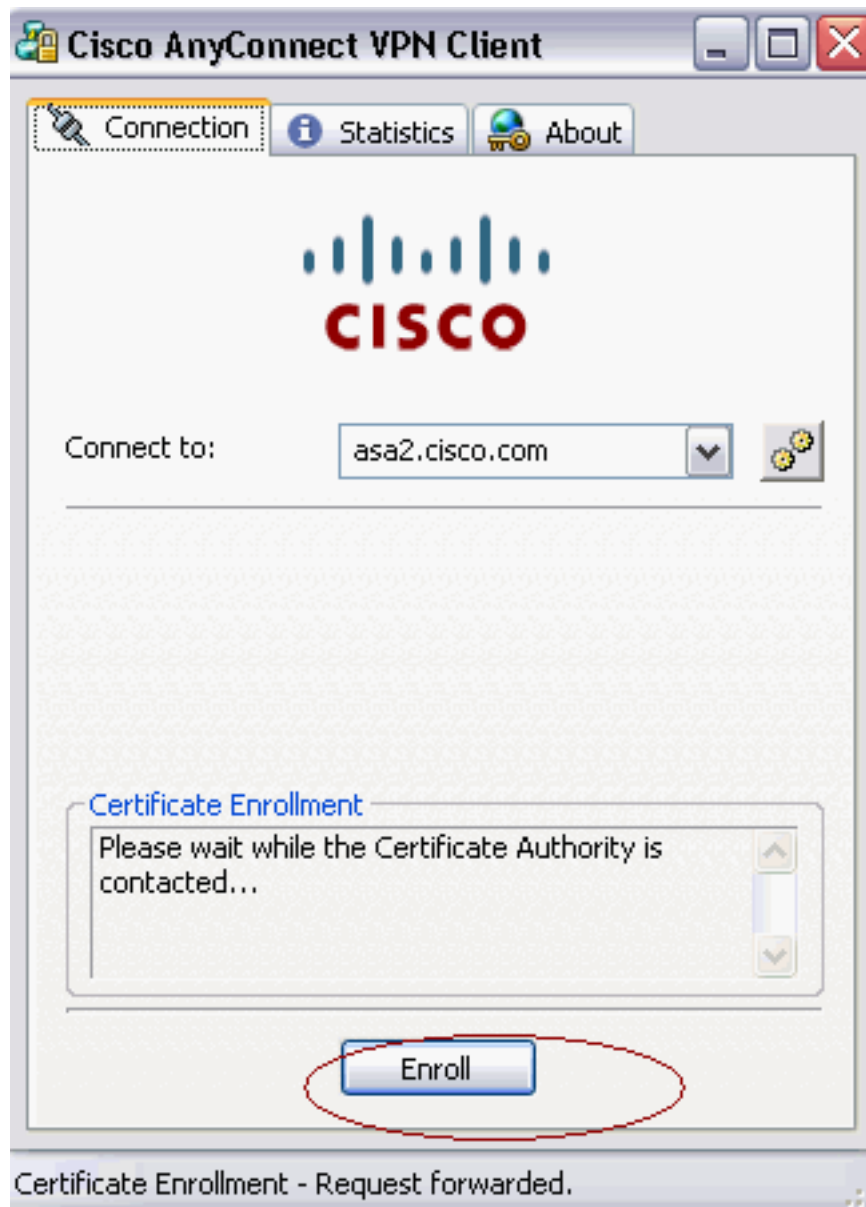 Cisco AnyConnect VPN Client
Connection
Statistics
About
CISCO
Connect to:
asa2.cisco.com
Certificate Enrollment
Please wait while the Certificate Authority is
contacted...
Enroll
Certificate Enrollment - Request forwarded.